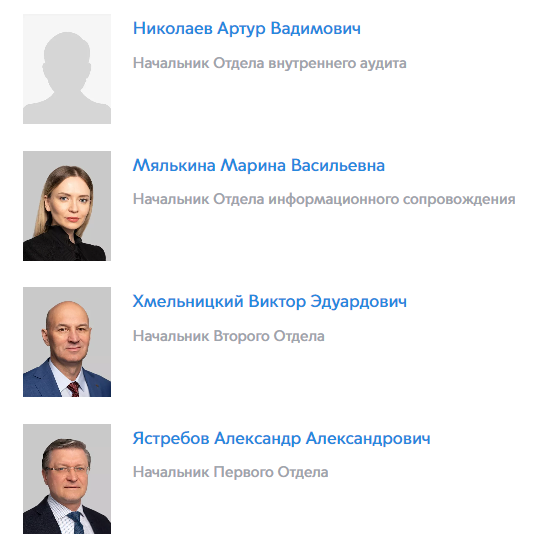 Николаев Артур Вадимович
Начальник Отдела внутреннего аудита
Мялькина Марина Васильевна
Начальник Отдела информационного сопровождения
Хмельницкий Виктор Эдуардович
Начальник Второго Отдела
Ястребов Александр Александрович
Начальник Первого Отдела